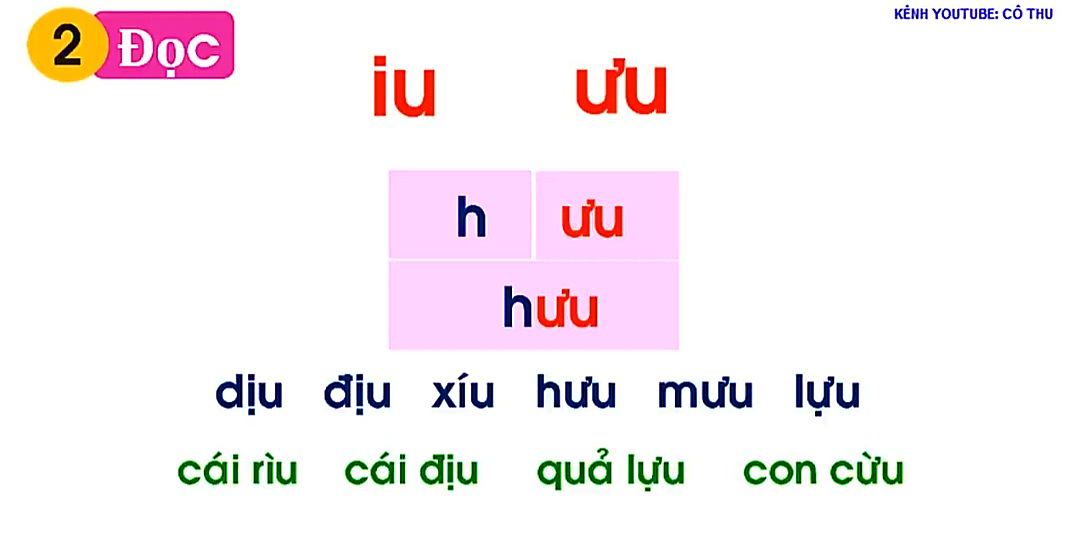 KÊNH YOUTUBE: CÔ THU
2 Đọc
iu ưu
h ưu
hưu
dịu địu xíu hưu mưu lựu
cái rìu cái địu quả lựu con cừu